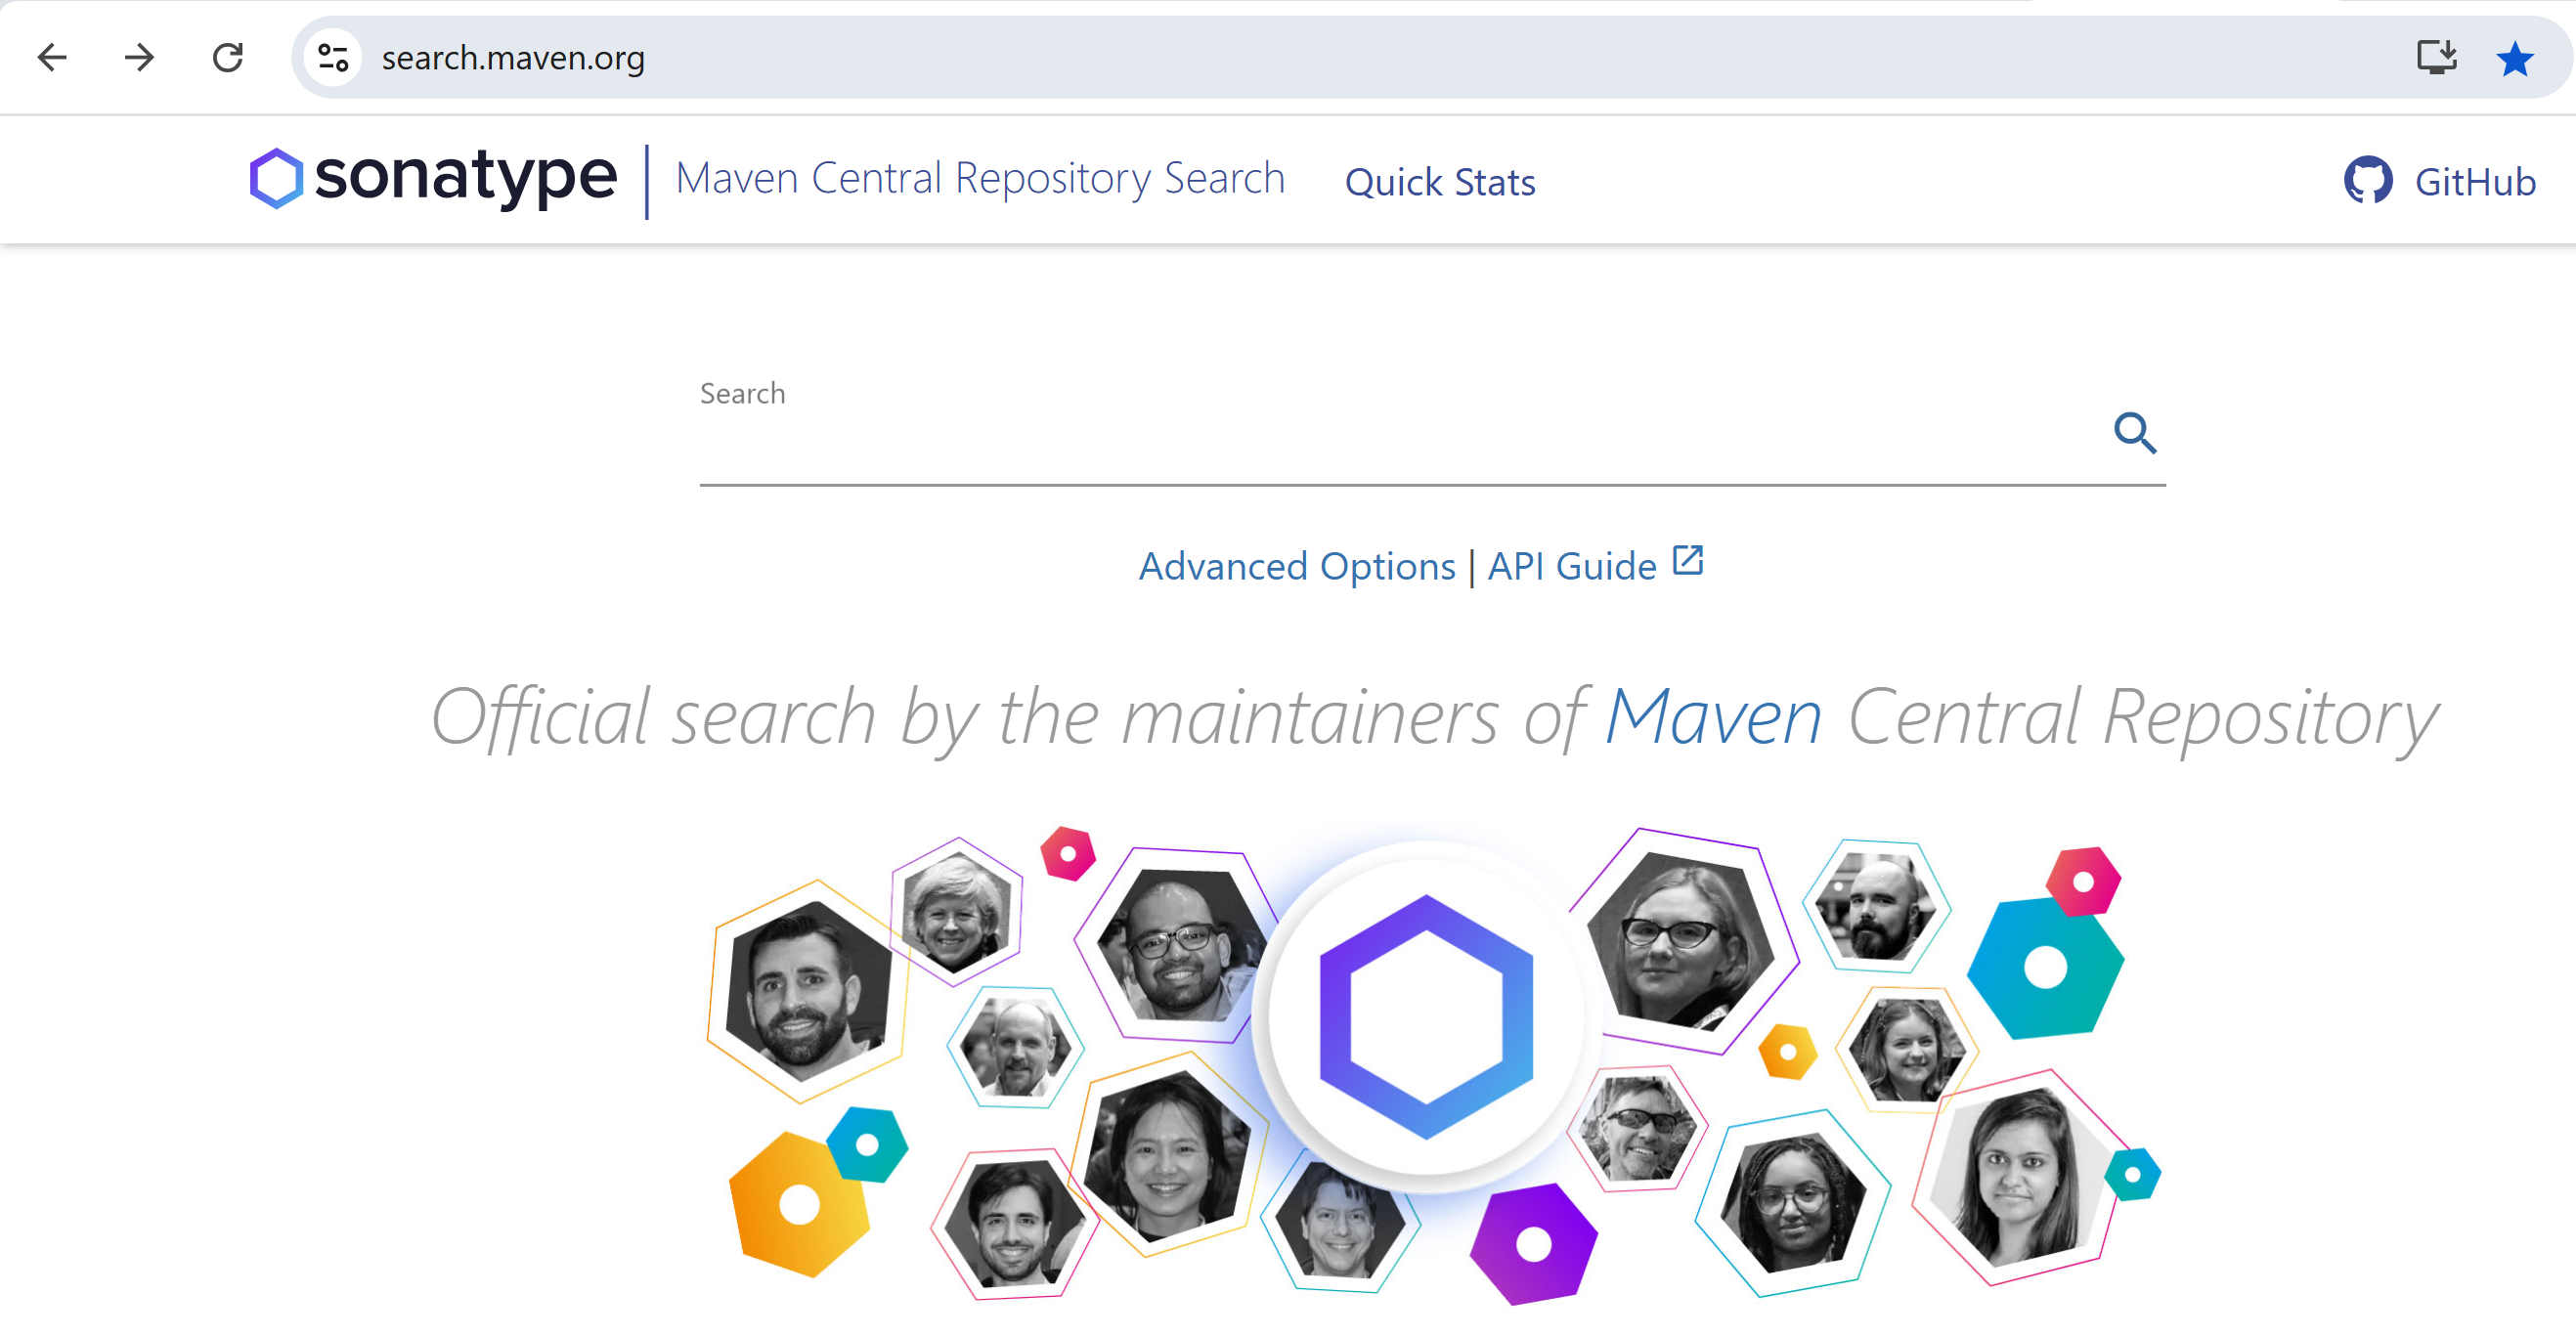 search.maven.org
sonatype
Maven Central Repository Search
Quick Stats
GitHub
Search
Advanced Options | API Guide
Official search by the maintainers of Maven Central Repository